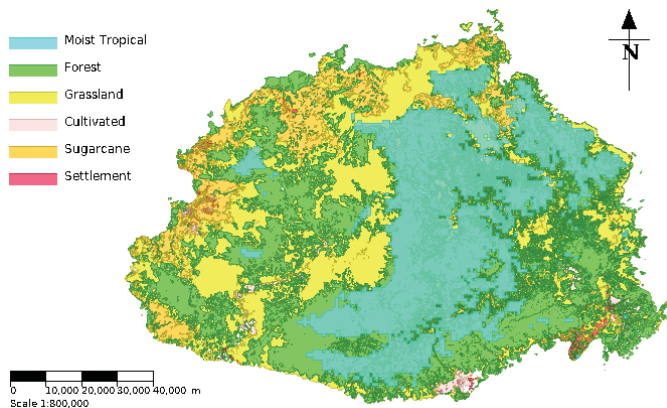 Moist Tropical
Forest
Grassland
Cultivated
Sugarcane
Settlement
N
0 10,000 20,000 30,000 40,000 m
Scale 1:800,000